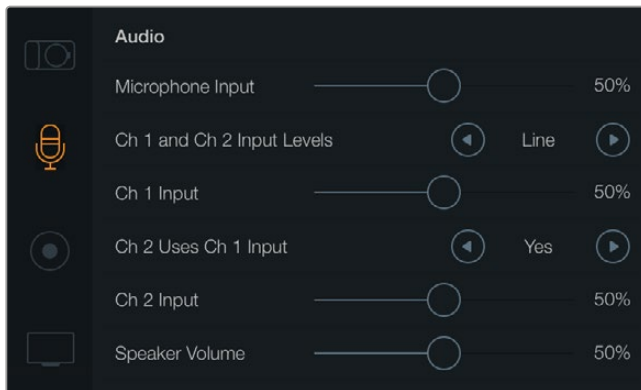 Audio
Microphone Input 50%
Ch 1 and Ch 2 Input Levels Line
Ch 1 Input 50%
Ch 2 Uses Ch 1 Input Yes
Ch 2 Input 50%
Speaker Volume 50%